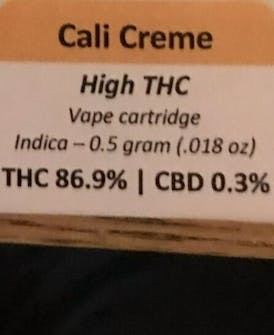 Cali Creme
High THC
Vape cartridge
Indica – 0.5 gram (.018 oz)
THC 86.9% | CBD 0.3%